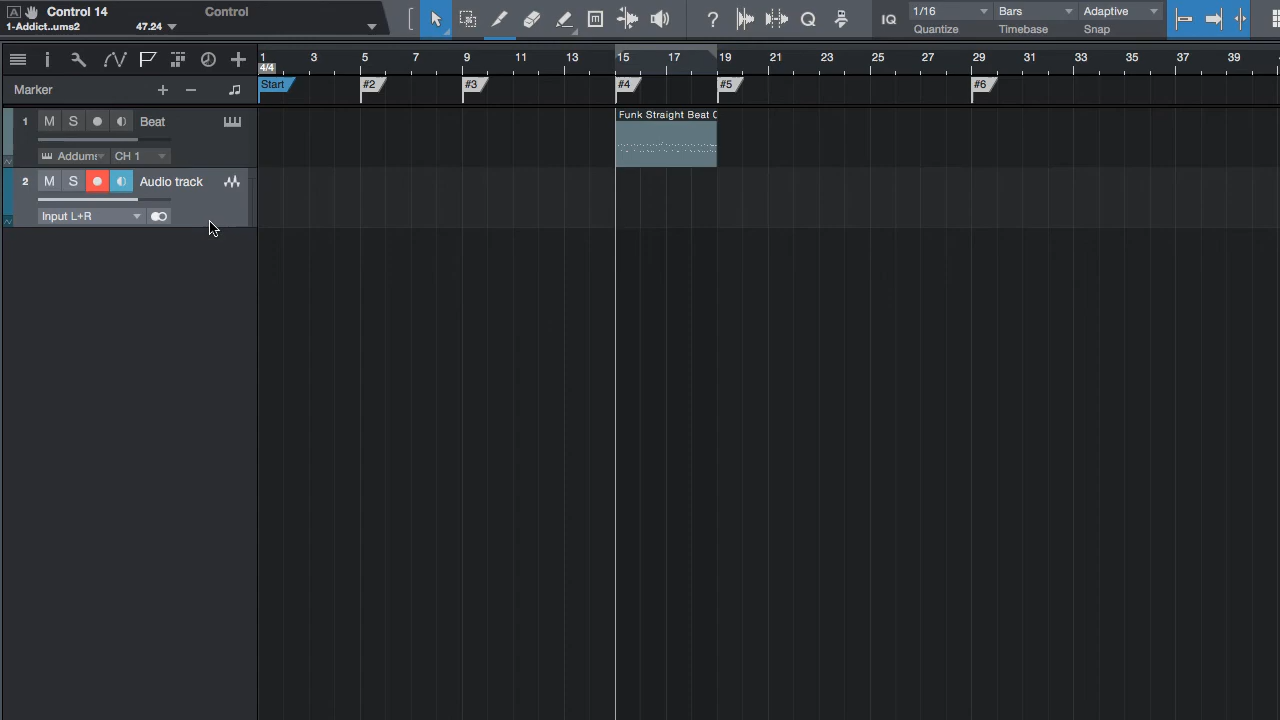 A Control 14 Control
1-Addict..ums2 47.24
? Q IQ 1/16 Bars Adaptive
Quantize Timebase Snap
1 3 5 7 9 11 13 15 17 19 21 23 25 27 29 31 33 35 37 39
4/4
Marker + − Start #2 #3 #4 #5 #6
1 M S Beat
Funk Straight Beat
Addum: CH 1
2 M S Audio track
Input L+R